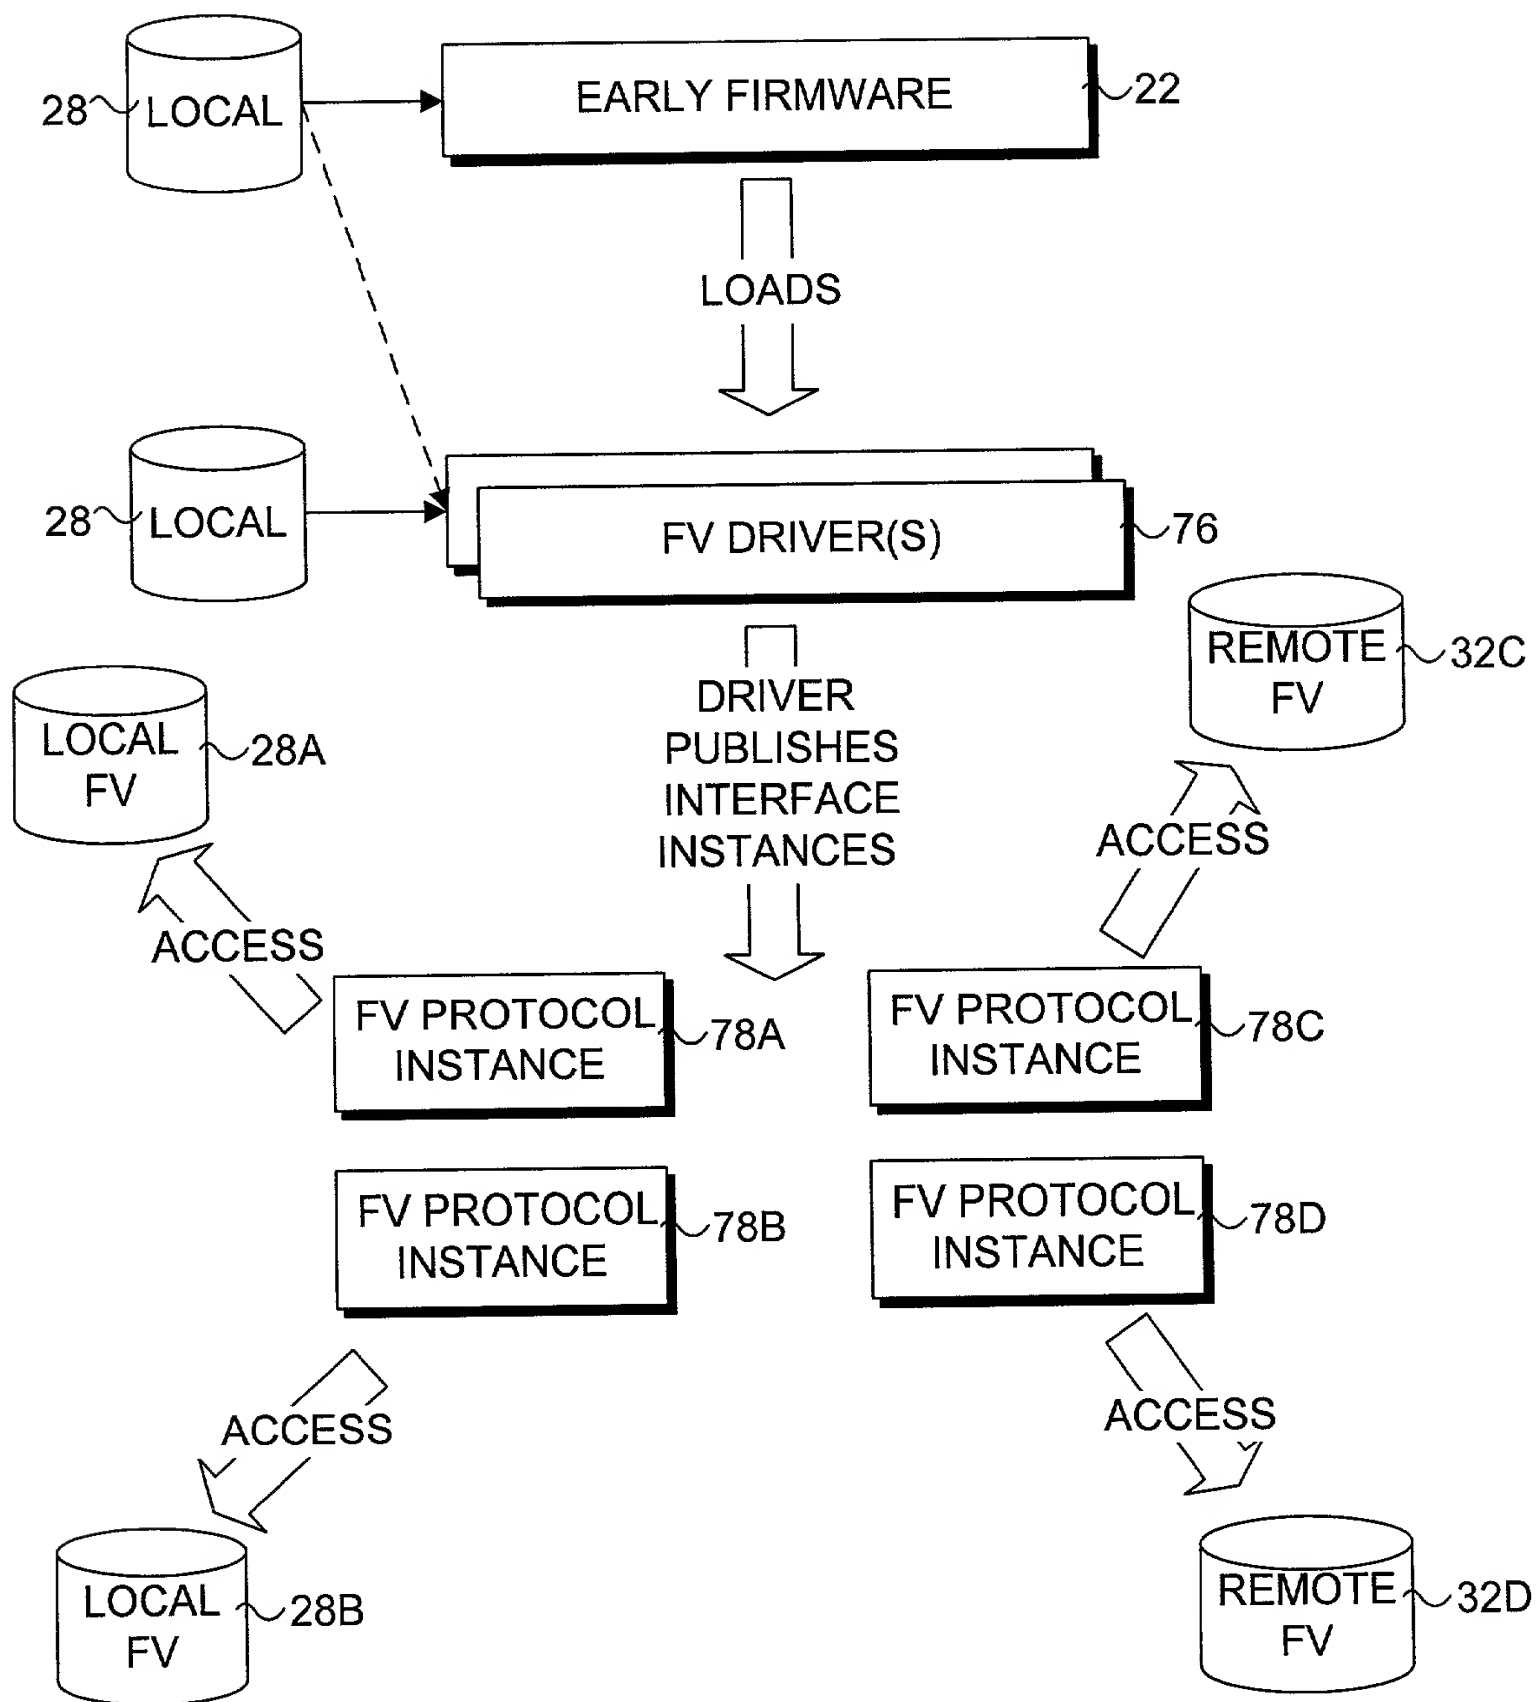 28
LOCAL
EARLY FIRMWARE
22
LOADS
28
LOCAL
FV DRIVER(S)
76
REMOTE
FV
32C
LOCAL
FV
28A
DRIVER
PUBLISHES
INTERFACE
INSTANCES
ACCESS
ACCESS
FV PROTOCOL
INSTANCE
78A
FV PROTOCOL
INSTANCE
78C
FV PROTOCOL
INSTANCE
78B
FV PROTOCOL
INSTANCE
78D
ACCESS
ACCESS
LOCAL
FV
28B
REMOTE
FV
32D